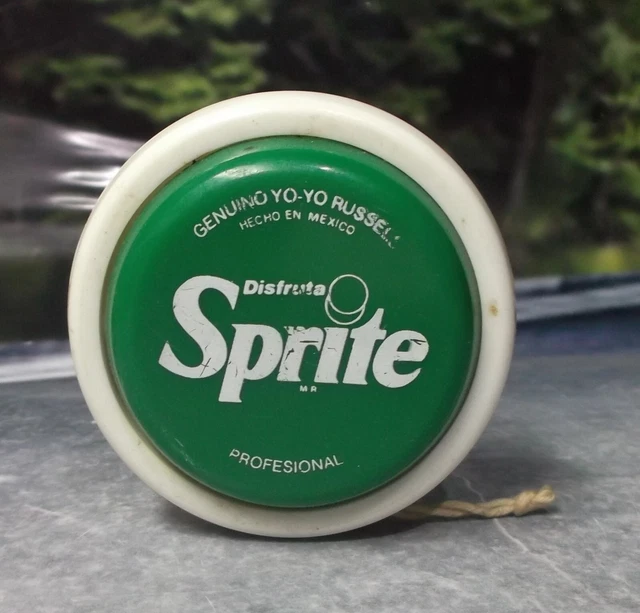 GENUINO YO-YO RUSSELL
HECHO EN MEXICO
Disfruta
Sprite
MR
PROFESIONAL